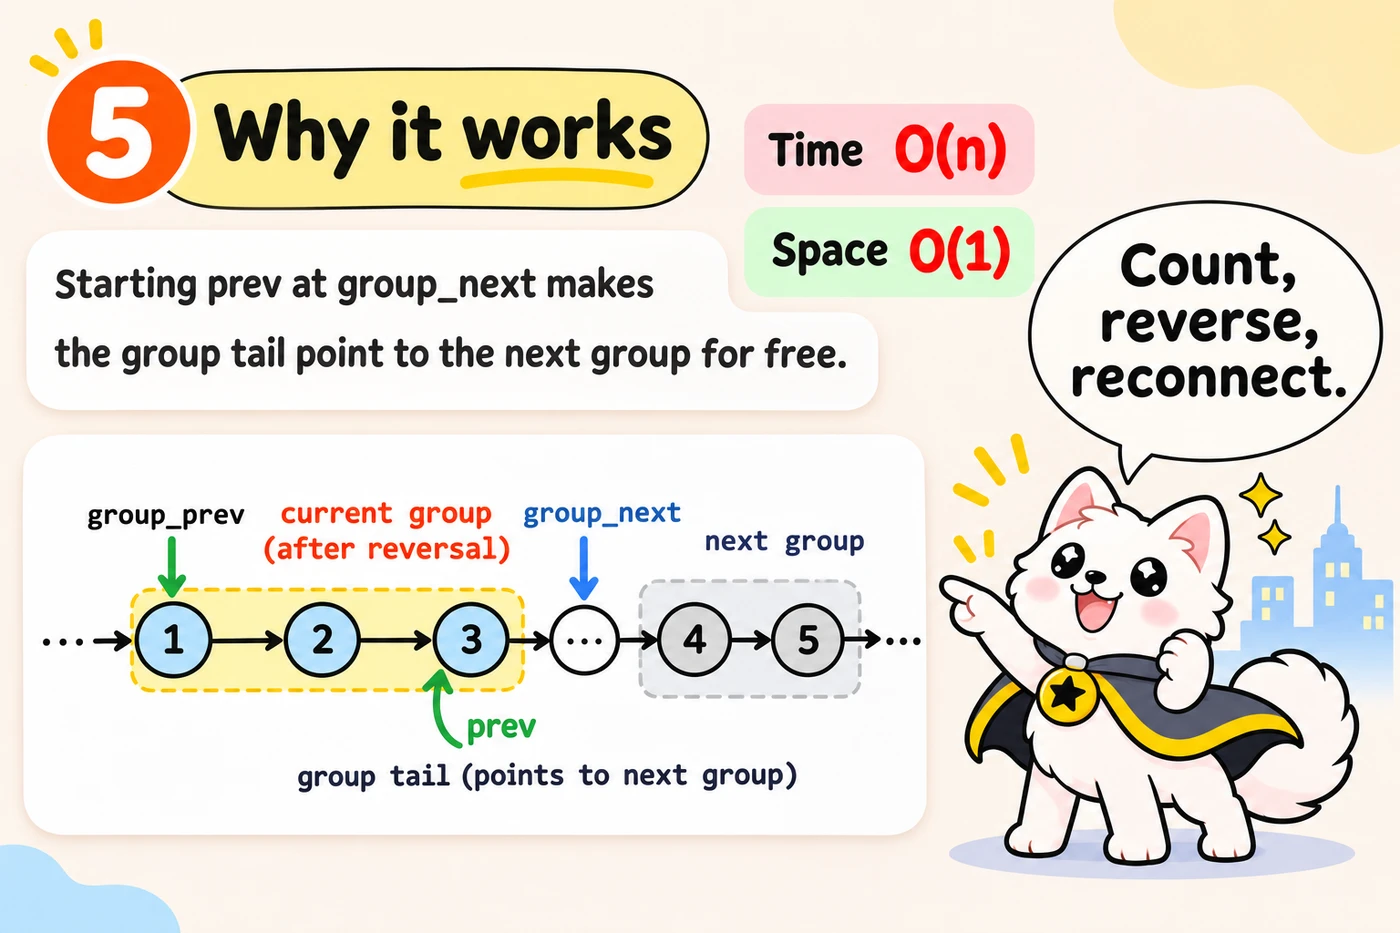 5
Why it works
Time O(n)
Space O(1)
Starting prev at group_next makes
the group tail point to the next group for free.
Count,
reverse,
reconnect.
group_prev
current group
(after reversal)
group_next
next group
... 1 2 3 ... 4 5 ...
prev
group tail (points to next group)